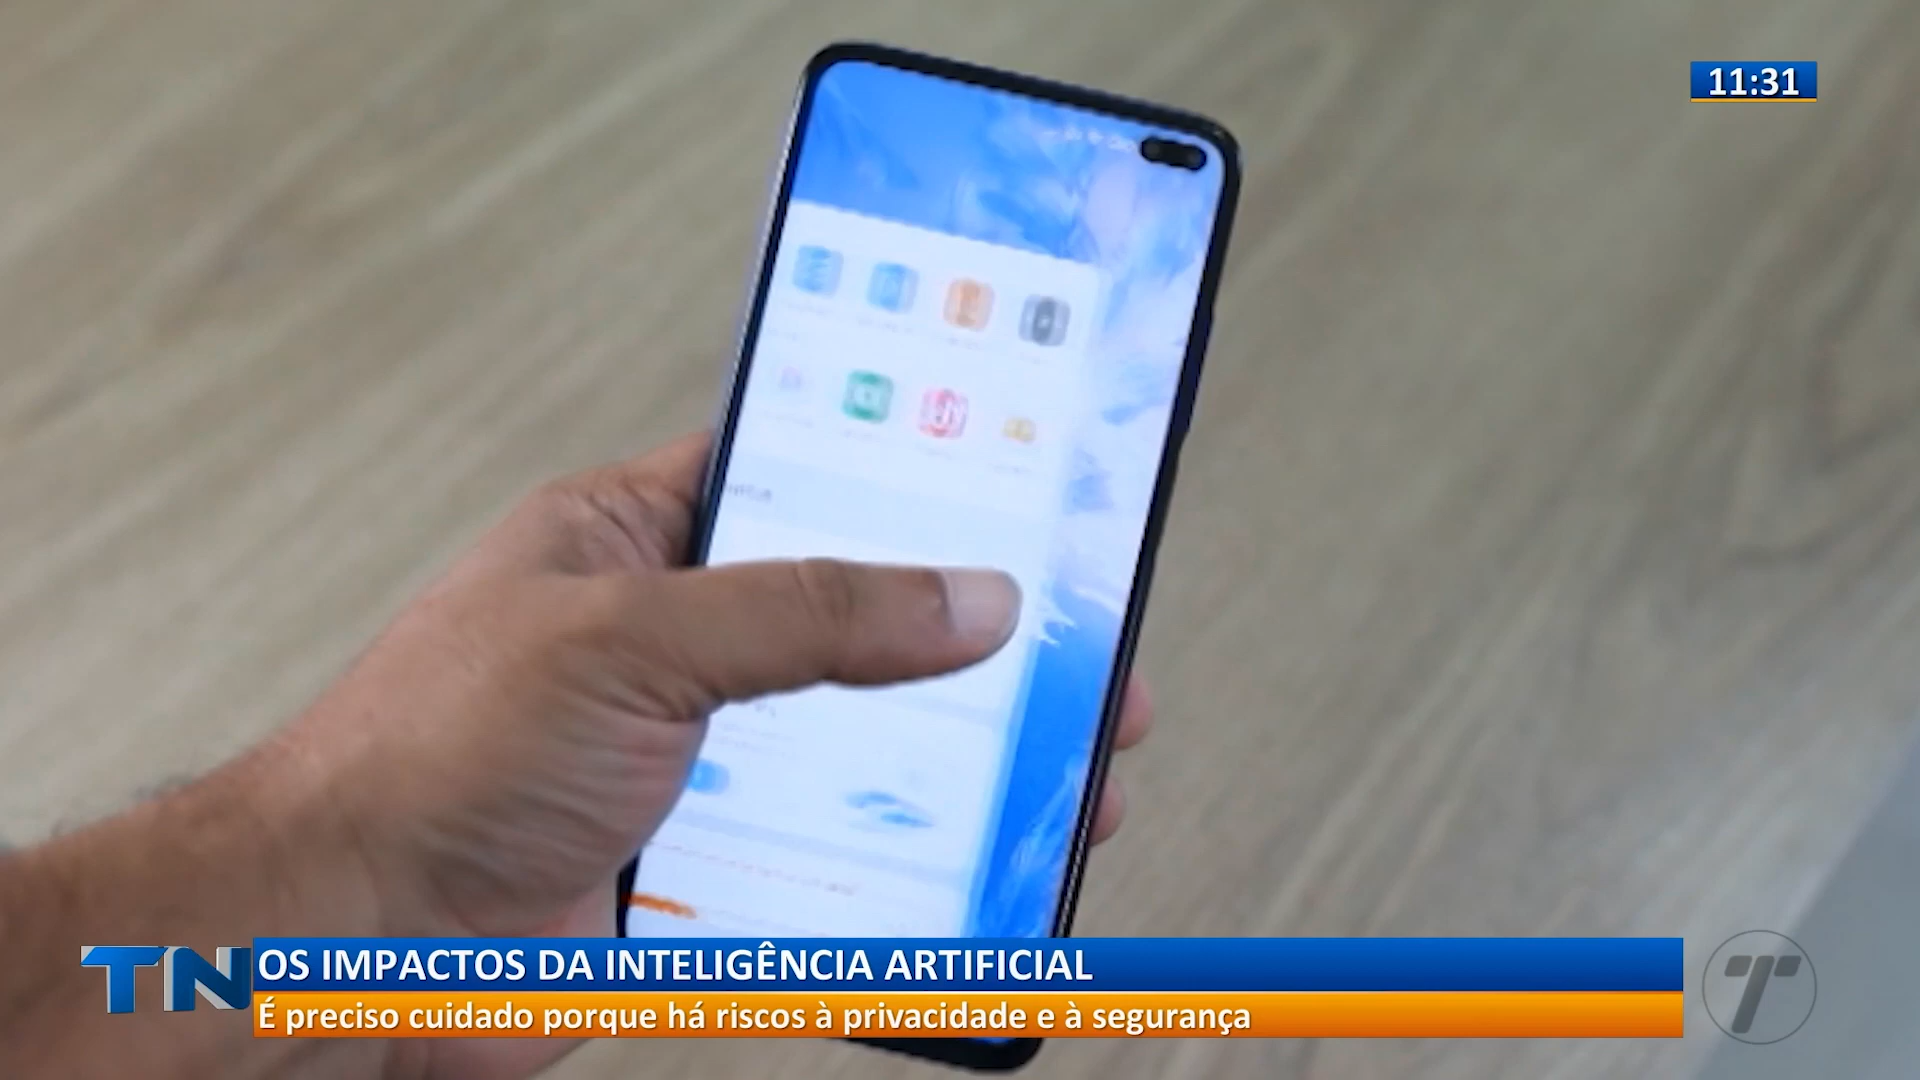 11:31
TN
OS IMPACTOS DA INTELIGÊNCIA ARTIFICIAL
É preciso cuidado porque há riscos à privacidade e à segurança
T